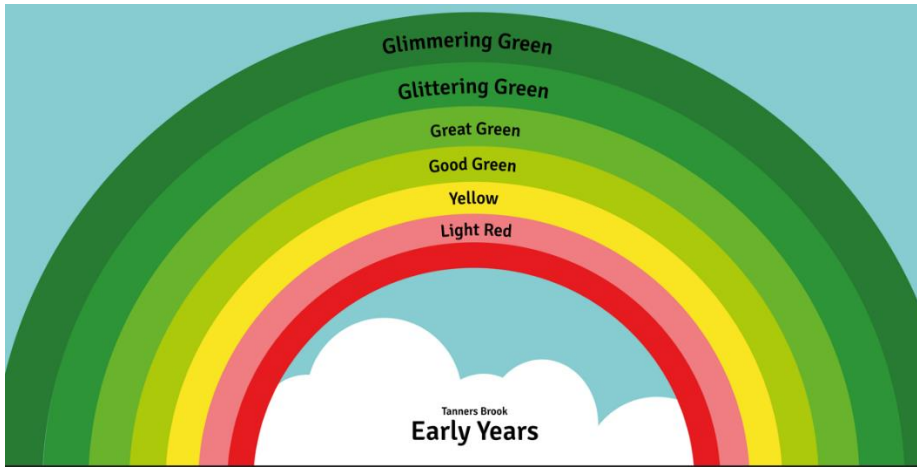 Glimmering Green
Glittering Green
Great Green
Good Green
Yellow
Light Red
Tanners Brook
Early Years